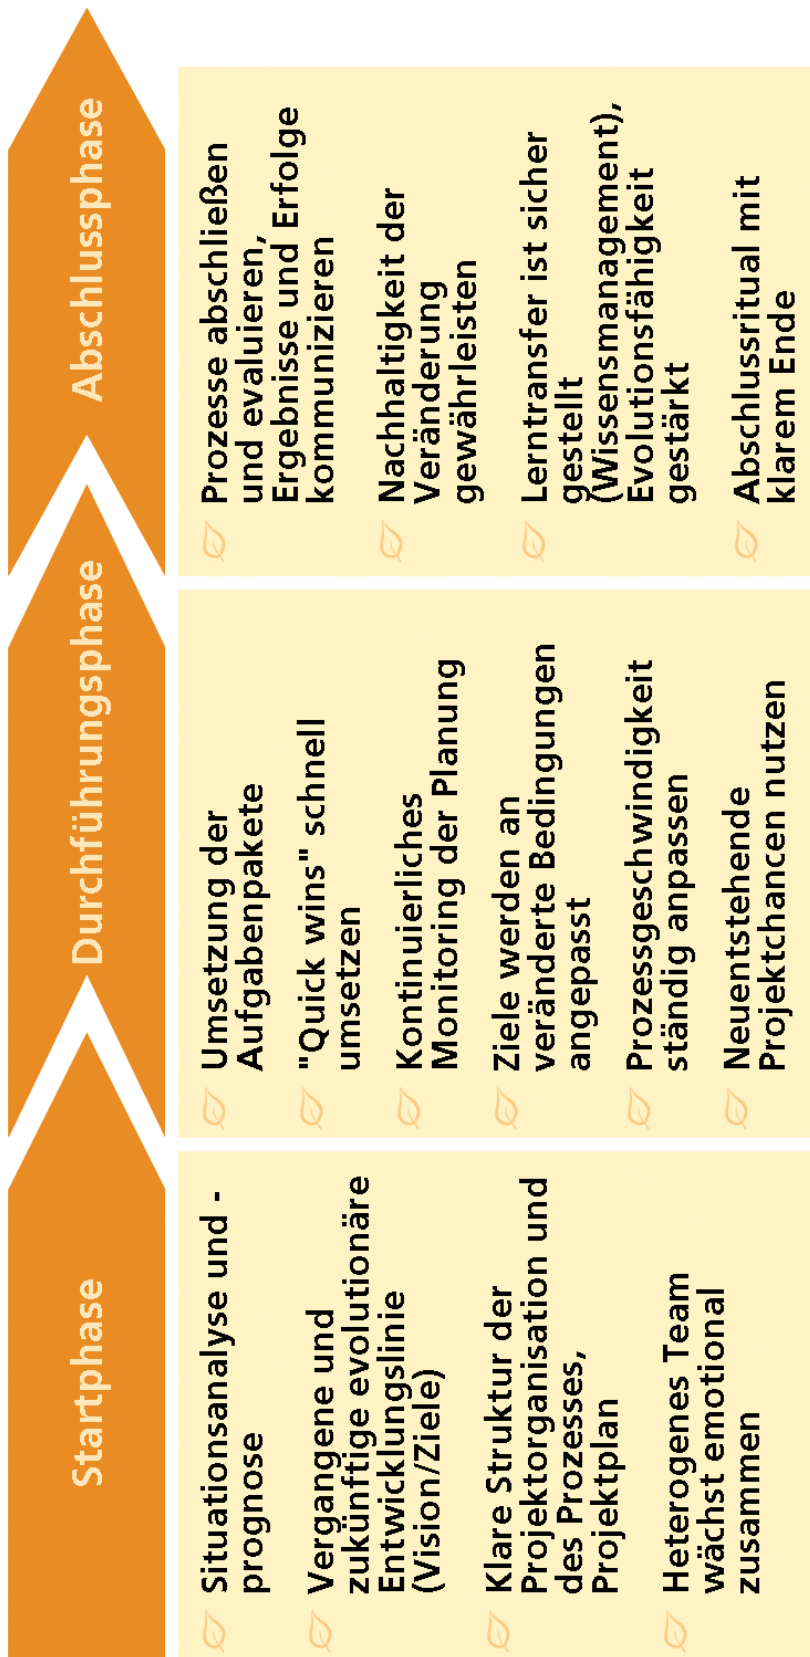 Startphase
Situationsanalyse und -
prognose
Vergangene und
zukünftige evolutionäre
Entwicklungslinie
(Vision/Ziele)
Klare Struktur der
Projektorganisation und
des Prozesses,
Projektplan
Heterogenes Team
wächst emotional
zusammen
Durchführungsphase
Umsetzung der
Aufgabenpakete
"Quick wins" schnell
umsetzen
Kontinuierliches
Monitoring der Planung
Ziele werden an
veränderte Bedingungen
angepasst
Prozessgeschwindigkeit
ständig anpassen
Neuentstehende
Projektchancen nutzen
Abschlussphase
Prozesse abschließen
und evaluieren,
Ergebnisse und Erfolge
kommunizieren
Nachhaltigkeit der
Veränderung
gewährleisten
Lerntransfer ist sicher
gestellt
(Wissensmanagement),
Evolutionsfähigkeit
gestärkt
Abschlussritual mit
klarem Ende